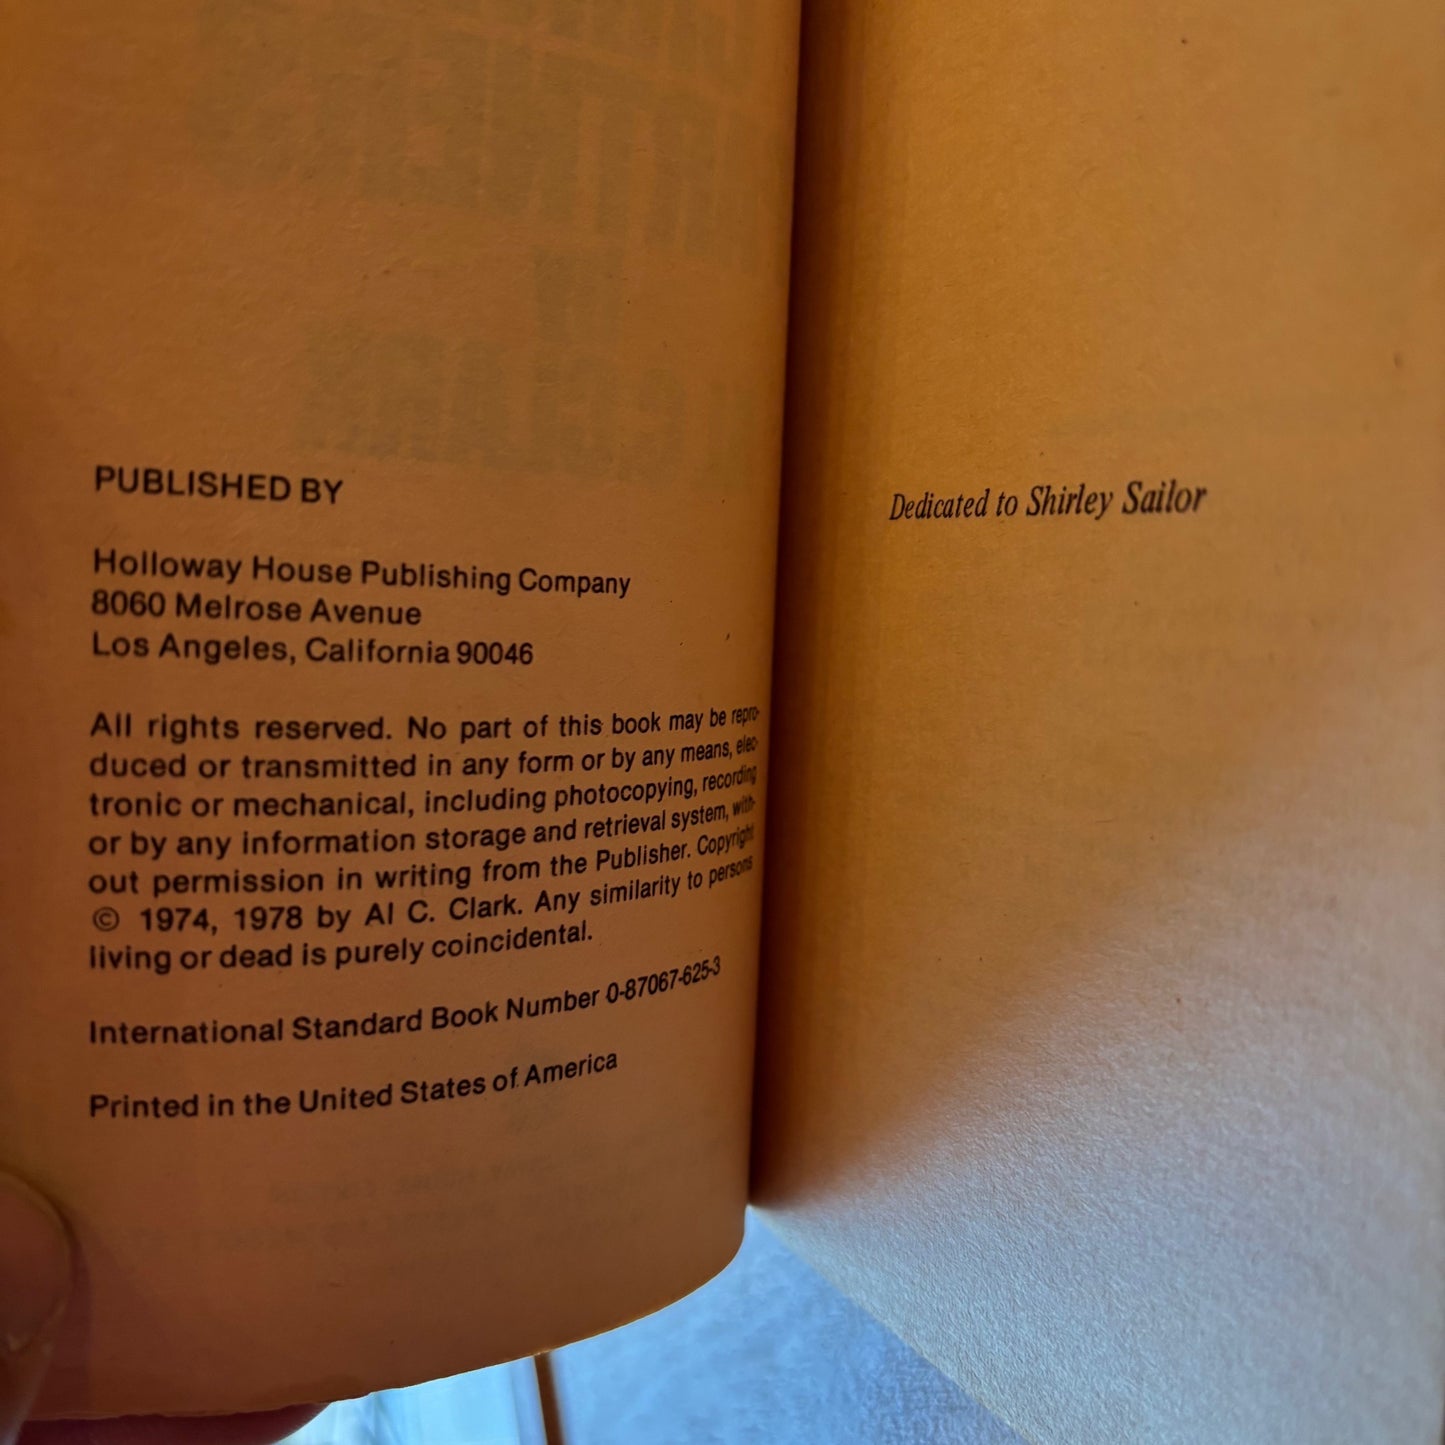 PUBLISHED BY
Holloway House Publishing Company
8060 Melrose Avenue
Los Angeles, California 90046
All rights reserved. No part of this book may be repro-
duced or transmitted in any form or by any means, elec-
tronic or mechanical, including photocopying, recording
or by any information storage and retrieval system, with-
out permission in writing from the Publisher. Copyright
© 1974, 1978 by Al C. Clark. Any similarity to persons
living or dead is purely coincidental.
International Standard Book Number 0-87067-625-3
Printed in the United States of America
Dedicated to Shirley Sailor